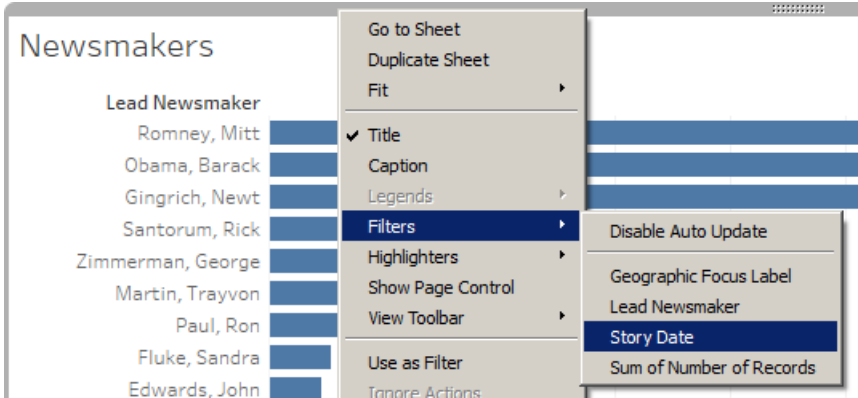 Newsmakers
Lead Newsmaker
Romney, Mitt
Obama, Barack
Gingrich, Newt
Santorum, Rick
Zimmerman, George
Martin, Trayvon
Paul, Ron
Fluke, Sandra
Edwards, John
Go to Sheet
Duplicate Sheet
Fit
Title
Caption
Legends
Filters
Highlighters
Show Page Control
View Toolbar
Use as Filter
Ignore Actions
Disable Auto Update
Geographic Focus Label
Lead Newsmaker
Story Date
Sum of Number of Records